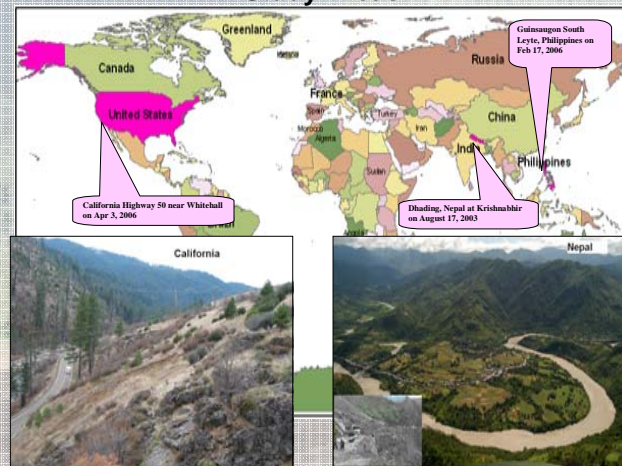 Greenland
Guinsaugon South
Leyte, Philippines on
Feb 17, 2006
Russia
Canada
France
United States
Spain
Turkey
China
Morocco
Algeria
Iran
India
Philippines
Sudan
California Highway 50 near Whitehall
on Apr 3, 2006
Dhading, Nepal at Krishnabhir
on August 17, 2003
California
Nepal